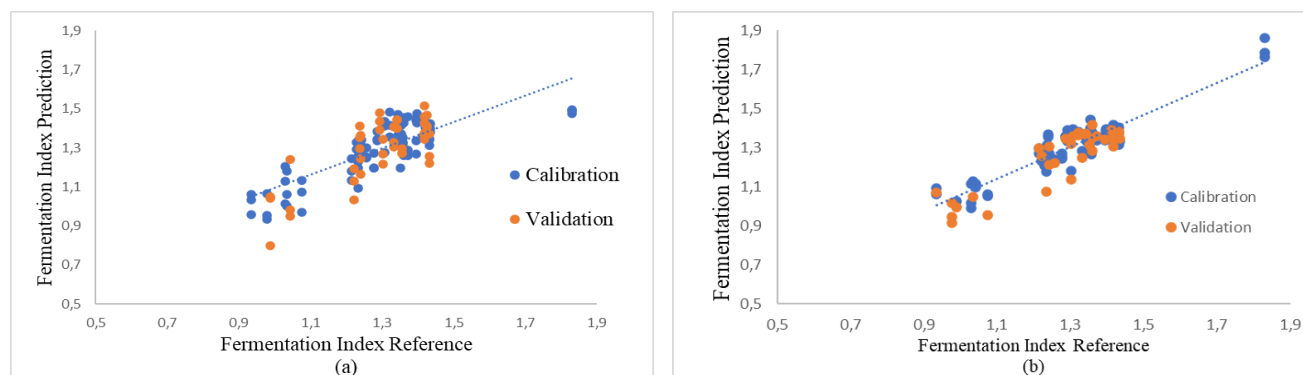 1,9
1,7
1,5
1,3
1,1
0,9
0,7
0,5
Fermentation Index Prediction
Calibration
Validation
0,5 0,7 0,9 1,1 1,3 1,5 1,7 1,9
Fermentation Index Reference
(a)
1,9
1,7
1,5
1,3
1,1
0,9
0,7
0,5
Fermentation Index Prediction
Calibration
Validation
0,5 0,7 0,9 1,1 1,3 1,5 1,7 1,9
Fermentation Index Reference
(b)